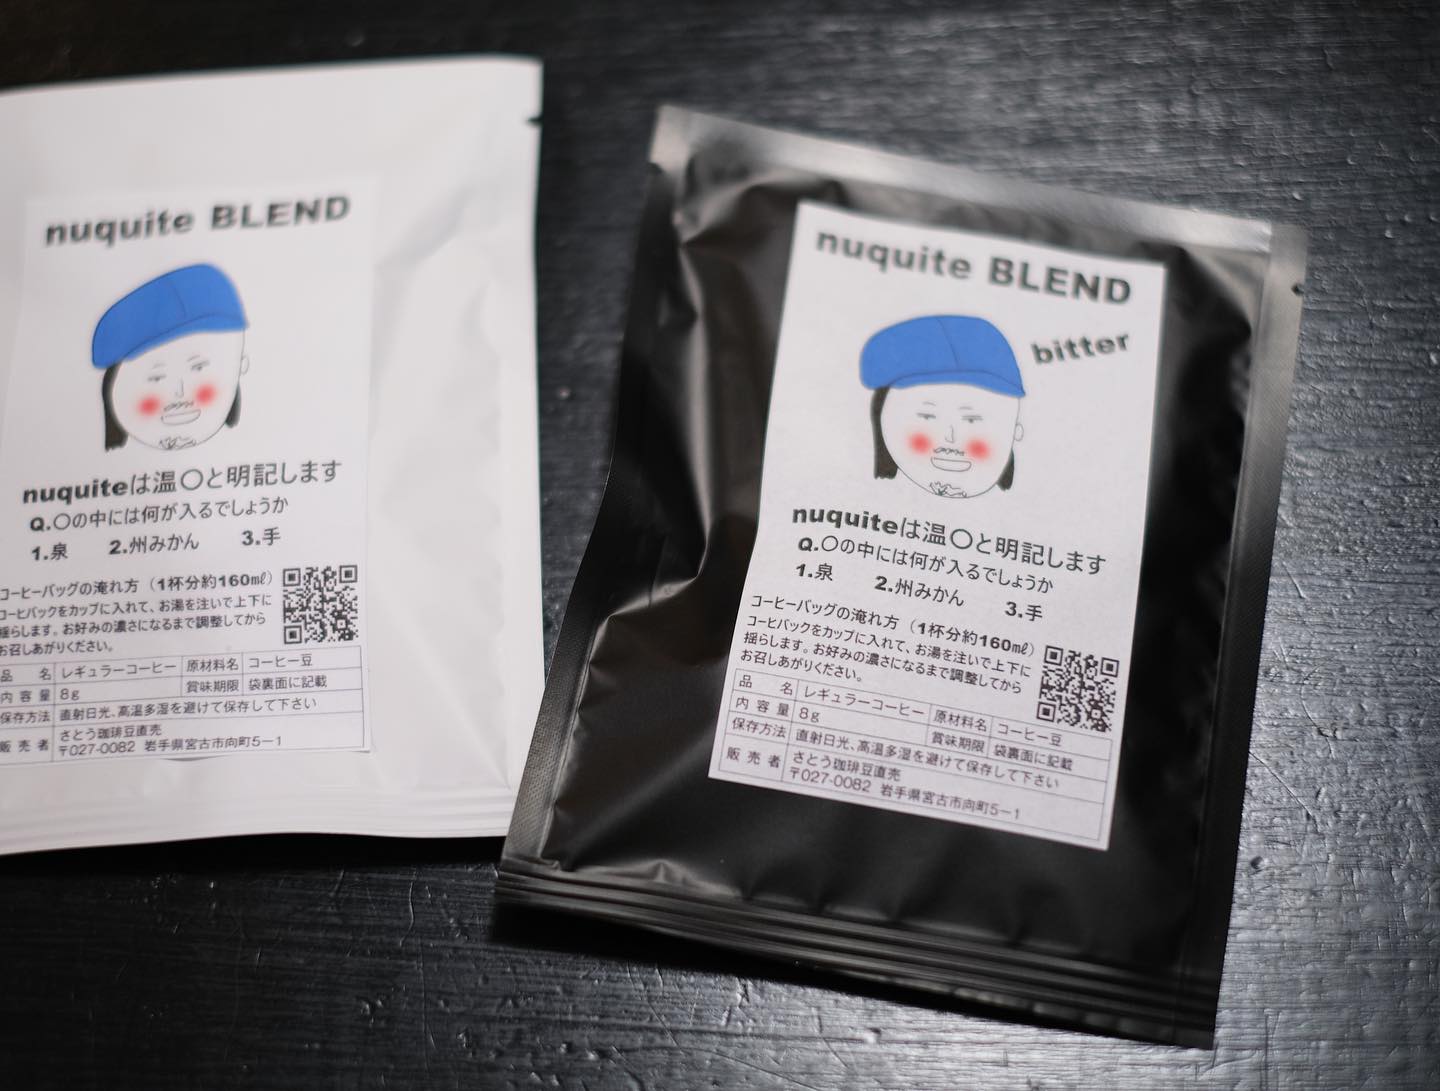 nuquite BLEND
nuquiteは温〇と明記します
Q.〇の中には何が入るでしょうか
1.泉 2.州みかん 3.手
コーヒーバッグの淹れ方（1杯分約160㎖）
コーヒバックをカップに入れて、お湯を注いで上下に
揺らします。お好みの濃さになるまで調整してから
お召しあがりください。
品 名 レギュラーコーヒー 原材料名 コーヒー豆
内容量 8g 賞味期限 袋裏面に記載
保存方法 直射日光、高温多湿を避けて保存して下さい
販売者 さとう珈琲豆直売
〒027-0082 岩手県宮古市向町5ー1
nuquite BLEND
bitter
nuquiteは温〇と明記します
Q.〇の中には何が入るでしょうか
1.泉 2.州みかん 3.手
コーヒーバッグの淹れ方（1杯分約160㎖）
コーヒバックをカップに入れて、お湯を注いで上下に
揺らします。お好みの濃さになるまで調整してから
お召しあがりください。
品 名 レギュラーコーヒー 原材料名 コーヒー豆
内容量 8g 賞味期限 袋裏面に記載
保存方法 直射日光、高温多湿を避けて保存して下さい
販売者 さとう珈琲豆直売
〒027-0082 岩手県宮古市向町5ー1